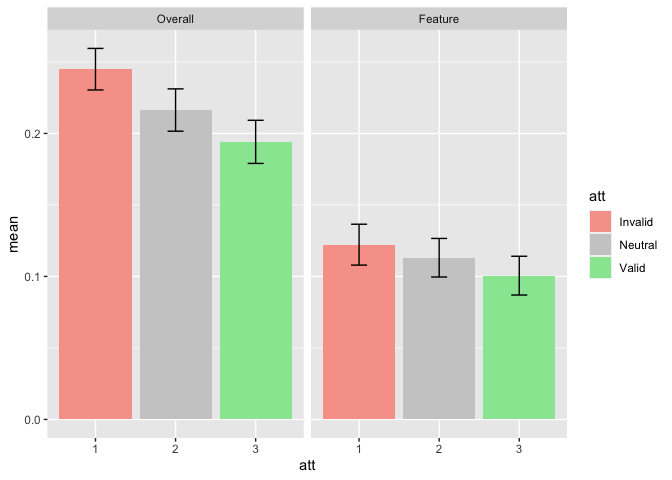 Overall
Feature
mean
0.2
0.1
0.0
1
2
3
1
2
3
att
att
Invalid
Neutral
Valid